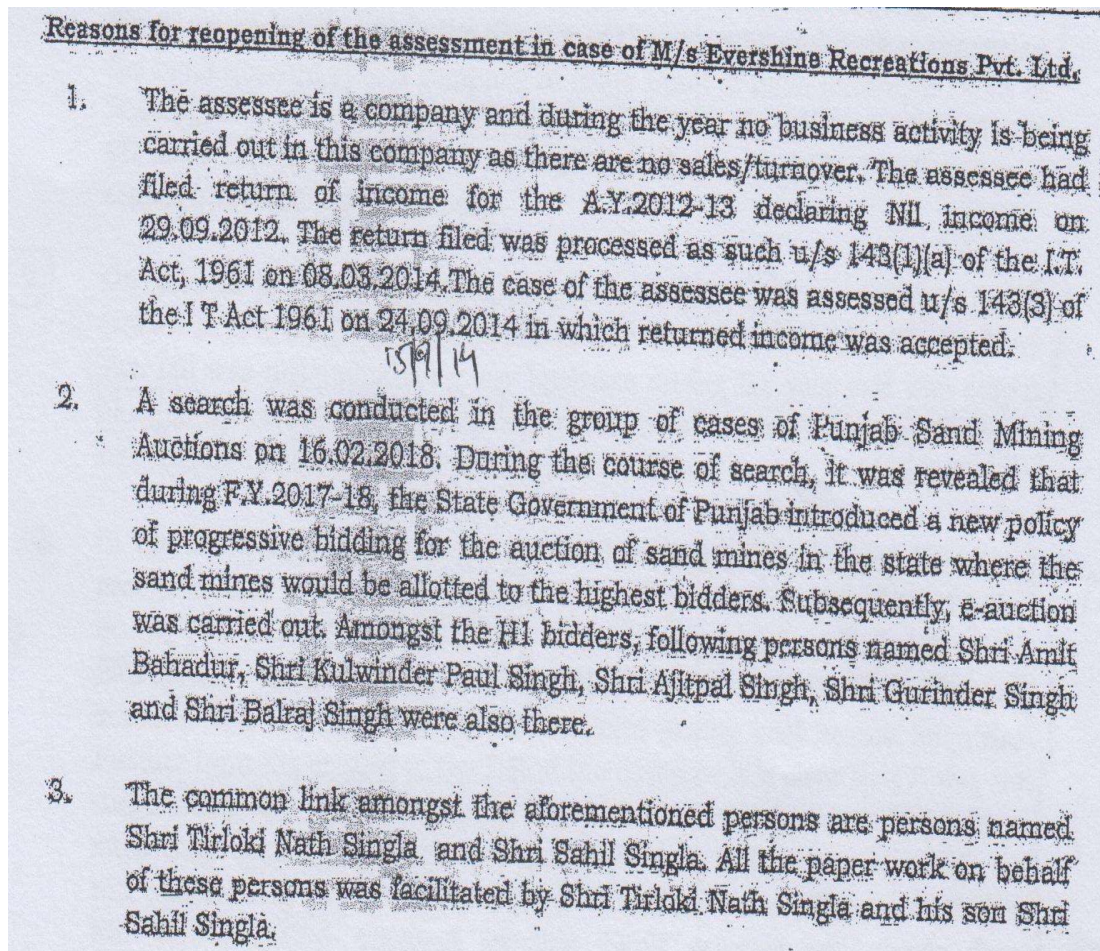 Reasons for reopening of the assessment in case of M/s Evershine Recreations Pvt. Ltd.
1. The assessee is a company and during the year no business activity is being
carried out in this company as there are no sales/turnover. The assessee had
filed return of income for the A.Y.2012-13 declaring Nil income on
29.09.2012. The return filed was processed as such u/s 143(1)(a) of the I.T.
Act, 1961 on 08.03.2014.The case of the assessee was assessed u/s 143(3) of
the I T Act 1961 on 24.09.2014 in which returned income was accepted.
15/9/14
2. A search was conducted in the group of cases of Punjab Sand Mining
Auctions on 16.02.2018. During the course of search, it was revealed that
during F.Y.2017-18, the State Government of Punjab introduced a new policy
of progressive bidding for the auction of sand mines in the state where the
sand mines would be allotted to the highest bidders. Subsequently, e-auction
was carried out. Amongst the H1 bidders, following persons named Shri Amit
Bahadur, Shri Kulwinder Paul Singh, Shri Ajitpal Singh, Shri Gurinder Singh
and Shri Balraj Singh were also there.
3. The common link amongst the aforementioned persons are persons named
Shri Tirloki Nath Singla and Shri Sahil Singla. All the paper work on behalf
of these persons was facilitated by Shri Tirloki Nath Singla and his son Shri
Sahil Singla.